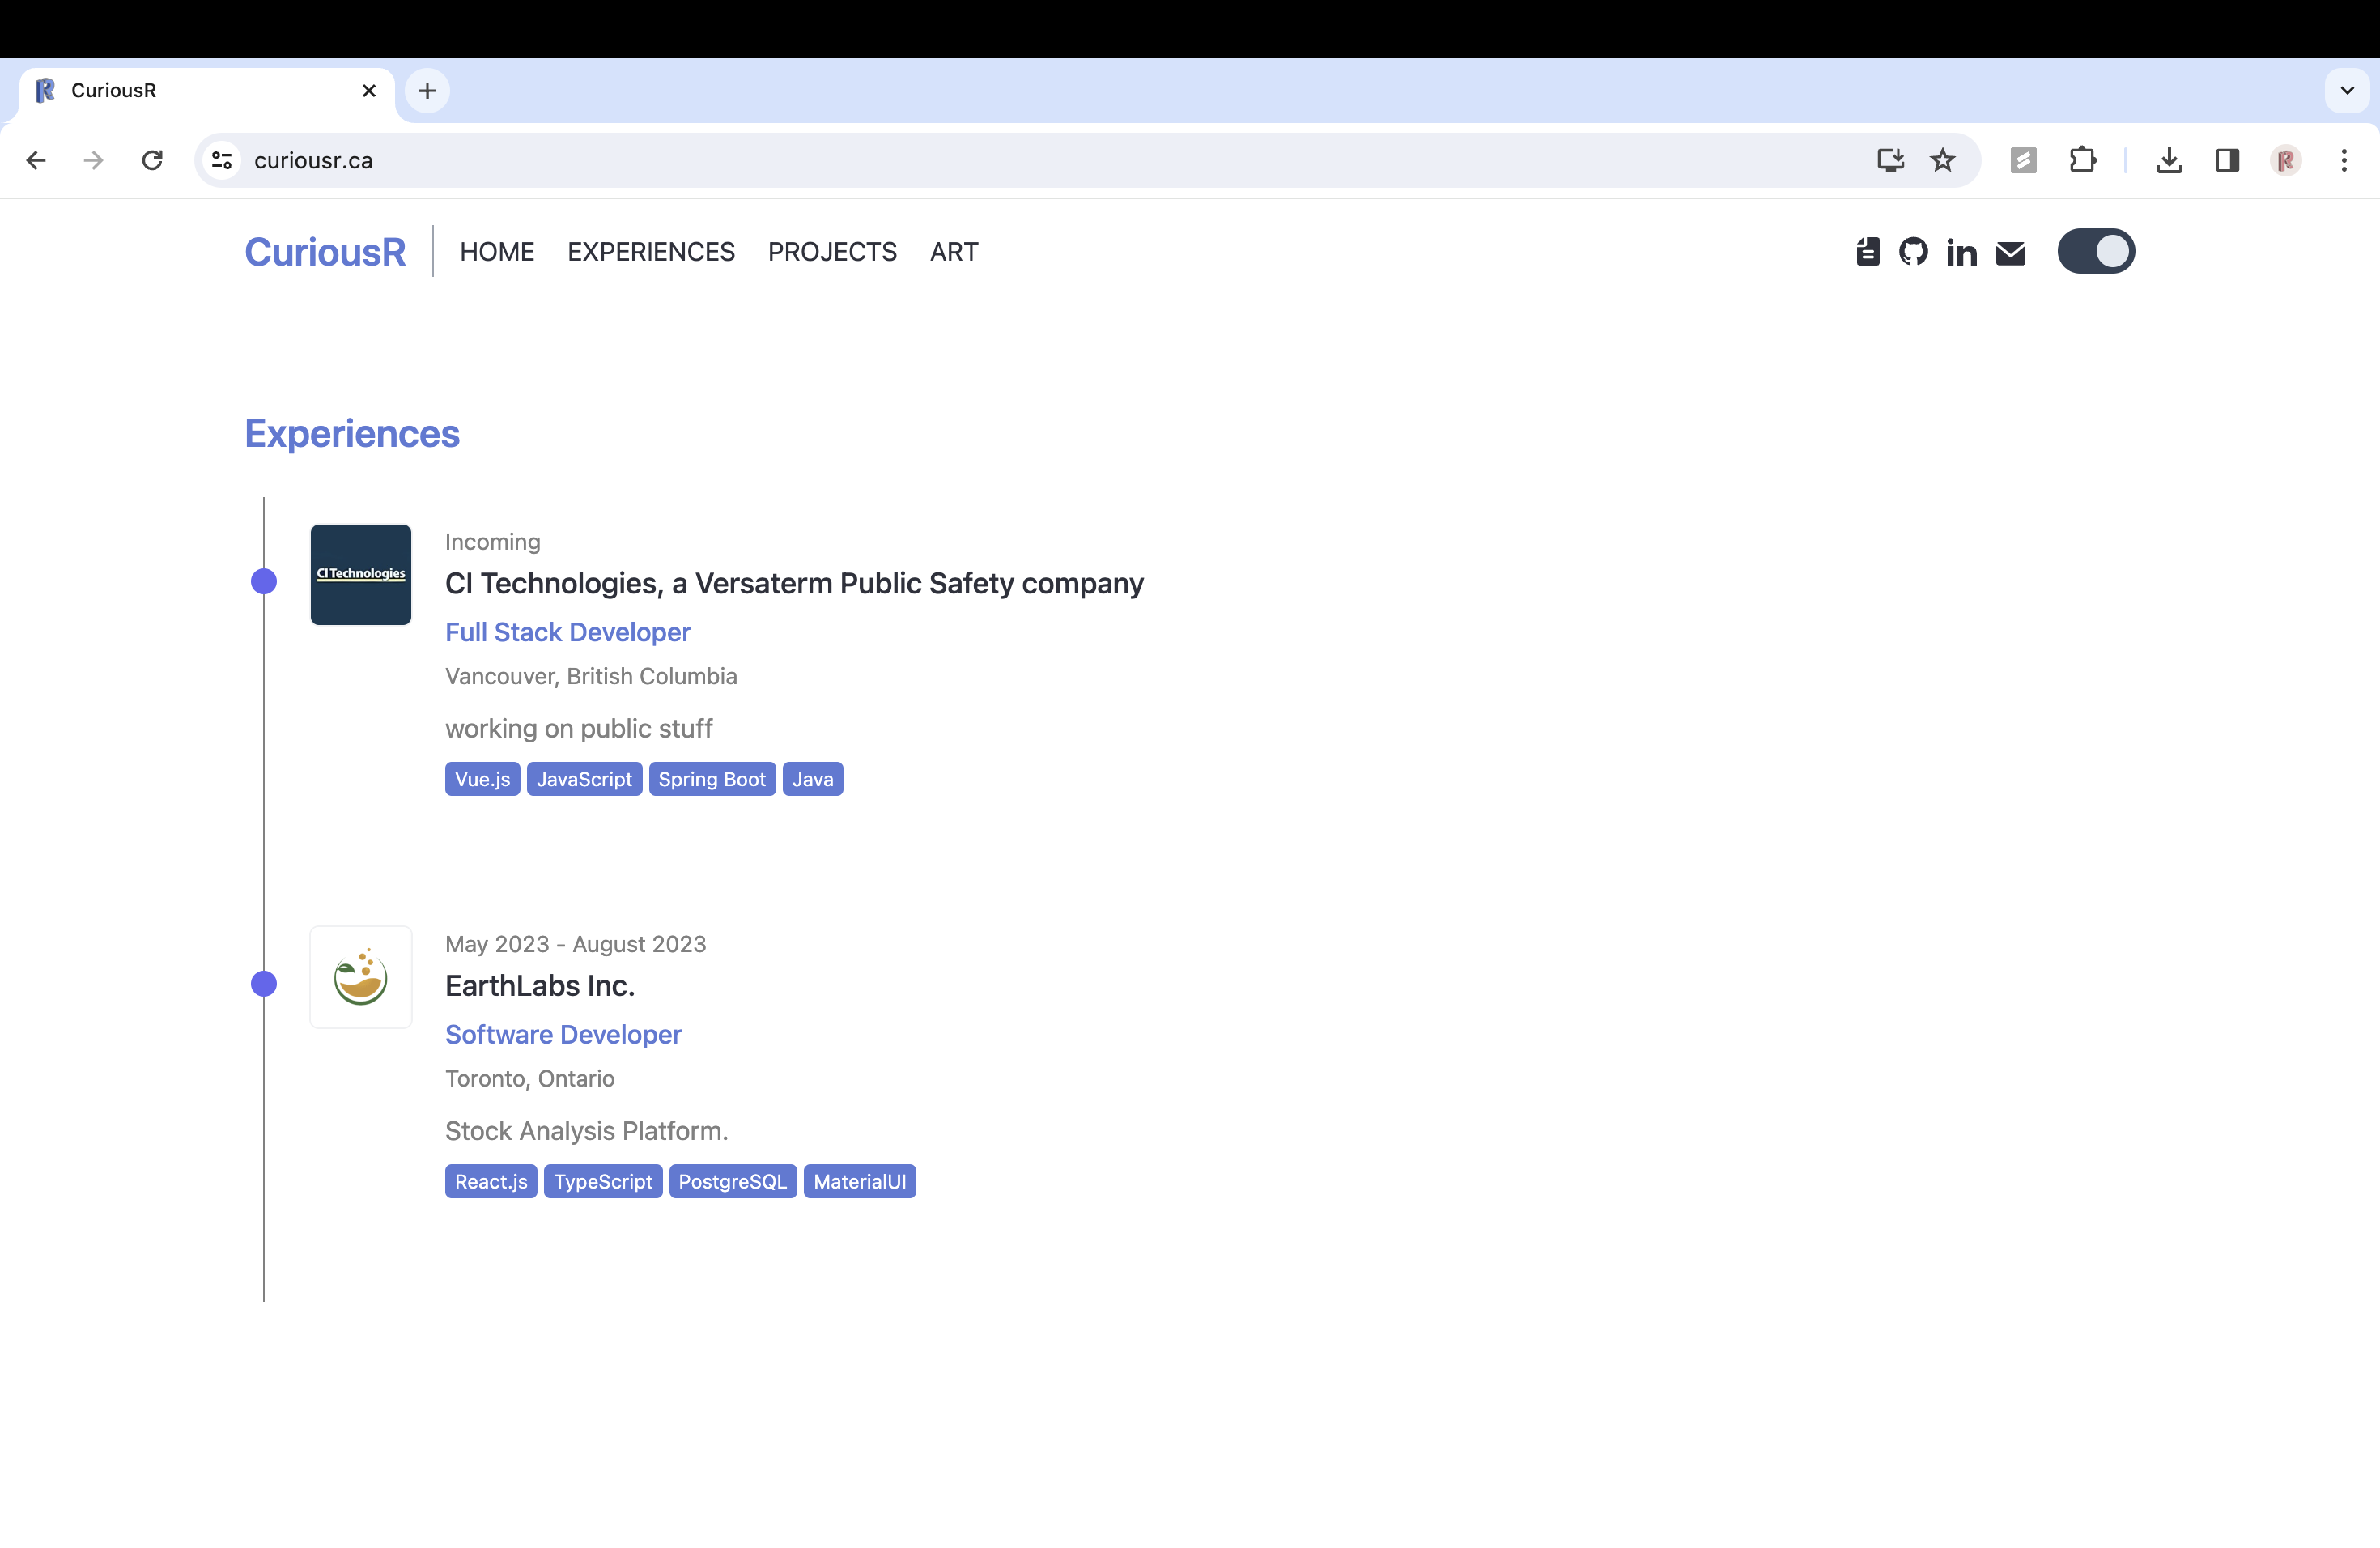 CuriousR
curiousr.ca
CuriousR HOME EXPERIENCES PROJECTS ART
Experiences
CI Technologies
Incoming
CI Technologies, a Versaterm Public Safety company
Full Stack Developer
Vancouver, British Columbia
working on public stuff
Vue.js JavaScript Spring Boot Java
May 2023 - August 2023
EarthLabs Inc.
Software Developer
Toronto, Ontario
Stock Analysis Platform.
React.js TypeScript PostgreSQL MaterialUI